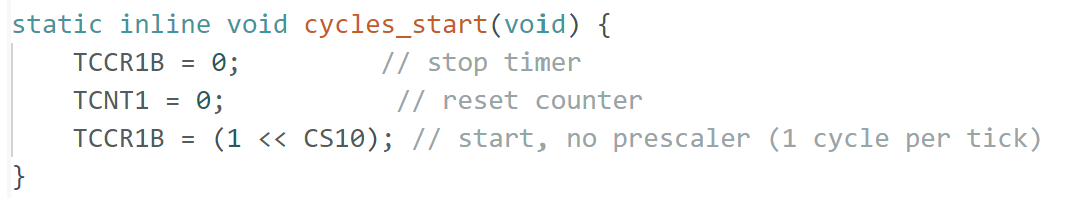 static inline void cycles_start(void) {
    TCCR1B = 0;         // stop timer
    TCNT1 = 0;           // reset counter
    TCCR1B = (1 << CS10); // start, no prescaler (1 cycle per tick)
}